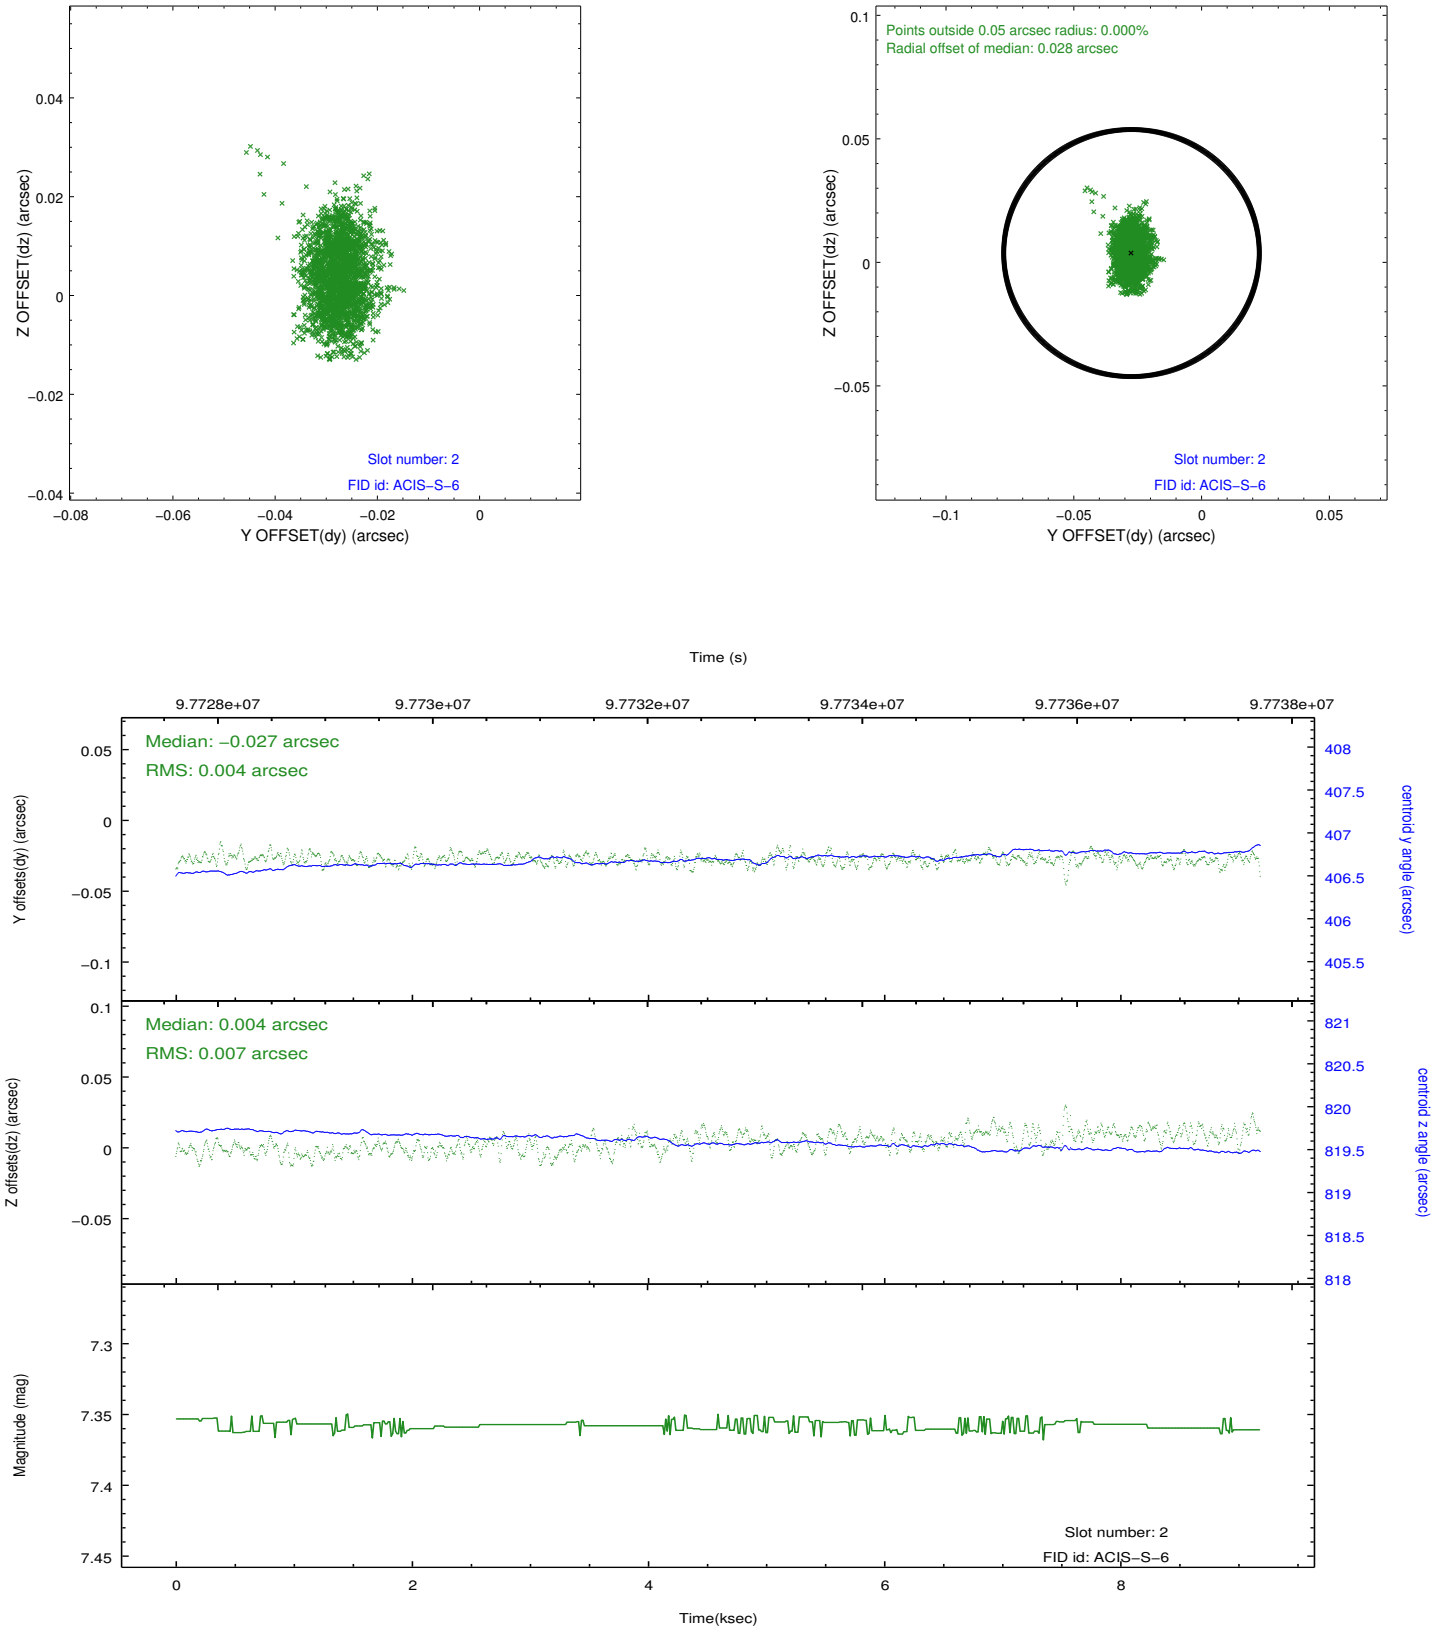 0.04
0.02
0
−0.02
−0.04
−0.08
−0.06
−0.04
−0.02
0
Z OFFSET(dz) (arcsec)
Y OFFSET(dy) (arcsec)
Slot number: 2
FID id: ACIS−S−6
Points outside 0.05 arcsec radius: 0.000%
Radial offset of median: 0.028 arcsec
0.1
0.05
0
−0.05
−0.1
−0.05
0
0.05
Z OFFSET(dz) (arcsec)
Y OFFSET(dy) (arcsec)
Slot number: 2
FID id: ACIS−S−6
Time (s)
9.7728e+07
9.773e+07
9.7732e+07
9.7734e+07
9.7736e+07
9.7738e+07
Median: −0.027 arcsec
RMS: 0.004 arcsec
0.05
0
−0.05
−0.1
Y offsets(dy) (arcsec)
408
407.5
407
406.5
406
405.5
centroid y angle (arcsec)
Median: 0.004 arcsec
RMS: 0.007 arcsec
0.1
0.05
0
−0.05
Z offsets(dz) (arcsec)
821
820.5
820
819.5
819
818.5
818
centroid z angle (arcsec)
7.3
7.35
7.4
7.45
Magnitude (mag)
Slot number: 2
FID id: ACIS−S−6
0
2
4
6
8
Time(ksec)